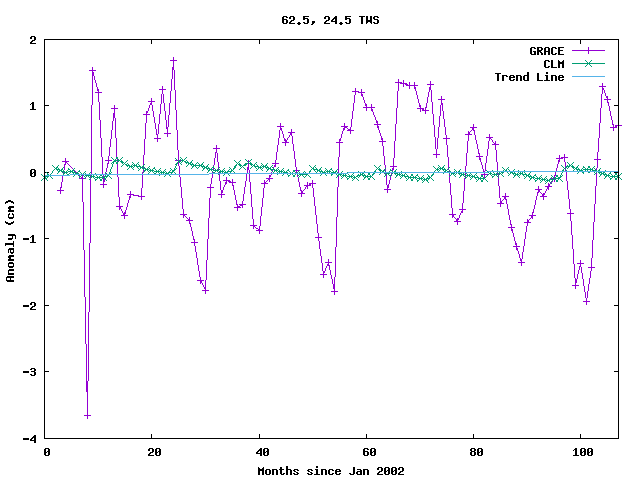 62.5, 24.5 TWS
GRACE
CLM
Trend Line
2
1
0
-1
-2
-3
-4
Anomaly (cm)
0 20 40 60 80 100
Months since Jan 2002